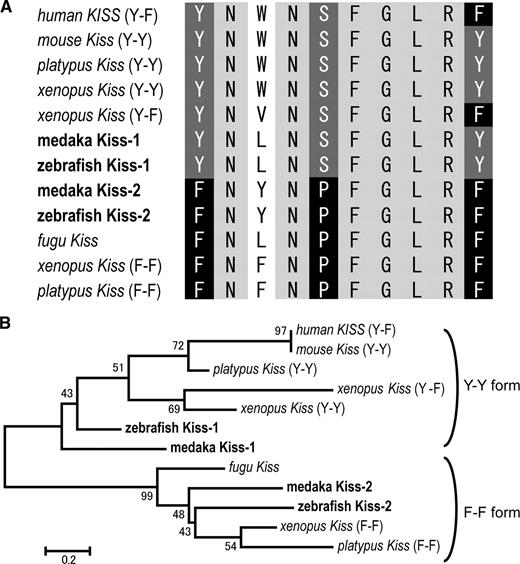 A
human KISS (Y-F) Y N W N S F G L R F
mouse Kiss (Y-Y) Y N W N S F G L R Y
platypus Kiss (Y-Y) Y N W N S F G L R Y
xenopus Kiss (Y-Y) Y N W N S F G L R Y
xenopus Kiss (Y-F) Y N V N S F G L R F
medaka Kiss-1 Y N L N S F G L R Y
zebrafish Kiss-1 Y N L N S F G L R Y
medaka Kiss-2 F N Y N P F G L R F
zebrafish Kiss-2 F N Y N P F G L R F
fugu Kiss F N L N P F G L R F
xenopus Kiss (F-F) F N F N P F G L R F
platypus Kiss (F-F) F N F N P F G L R F
B
97 human KISS (Y-F)
mouse Kiss (Y-Y)
72
platypus Kiss (Y-Y)
51
xenopus Kiss (Y-F)
69 xenopus Kiss (Y-Y)
43
zebrafish Kiss-1
medaka Kiss-1
Y-Y form
fugu Kiss
99
medaka Kiss-2
48
zebrafish Kiss-2
43
xenopus Kiss (F-F)
54
platypus Kiss (F-F)
F-F form
0.2